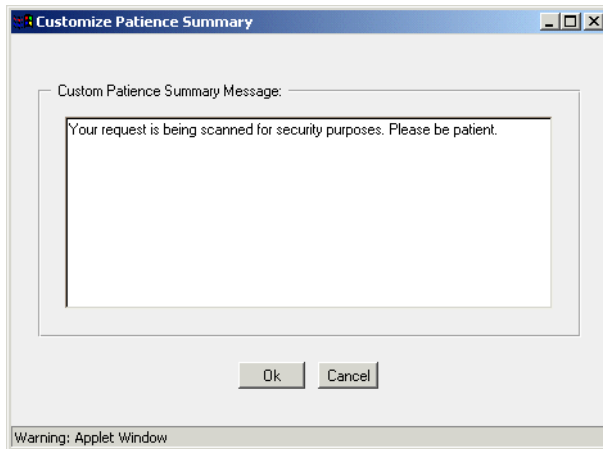 Customize Patience Summary
Custom Patience Summary Message:
Your request is being scanned for security purposes. Please be patient.
Ok Cancel
Warning: Applet Window